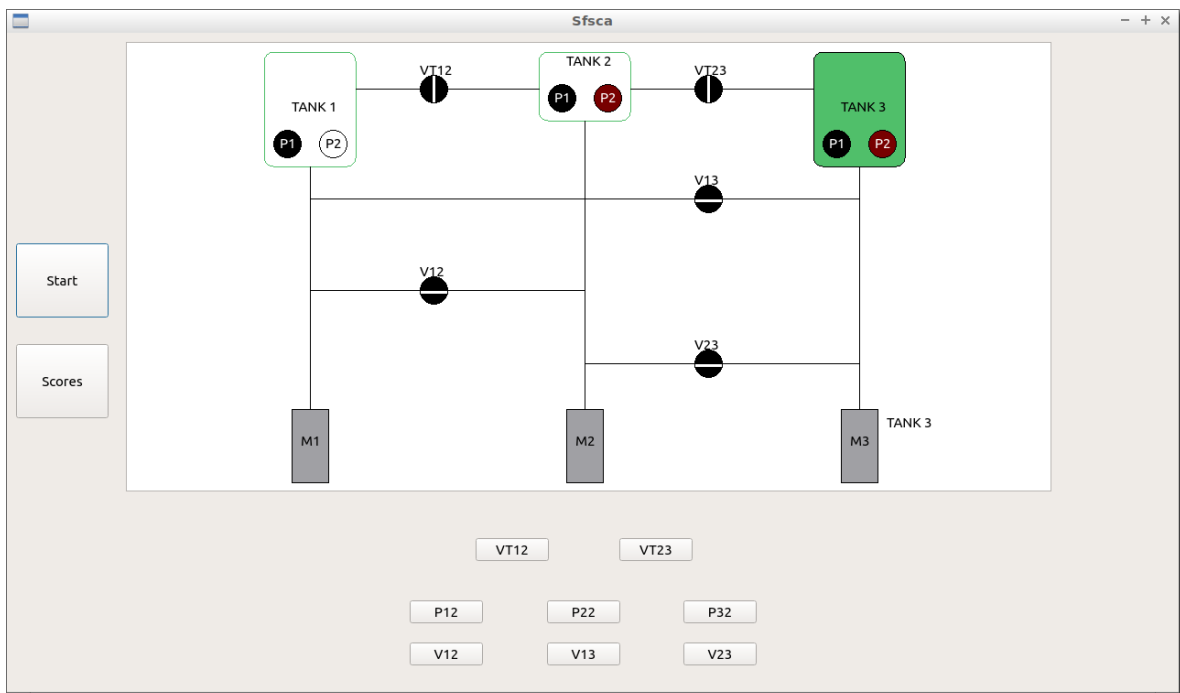 Sfsca
TANK 2
VT12
VT23
P1 P2
TANK 1
TANK 3
P1 P2
P1 P2
V13
Start
V12
V23
Scores
M1
M2
M3
TANK 3
VT12 VT23
P12 P22 P32
V12 V13 V23